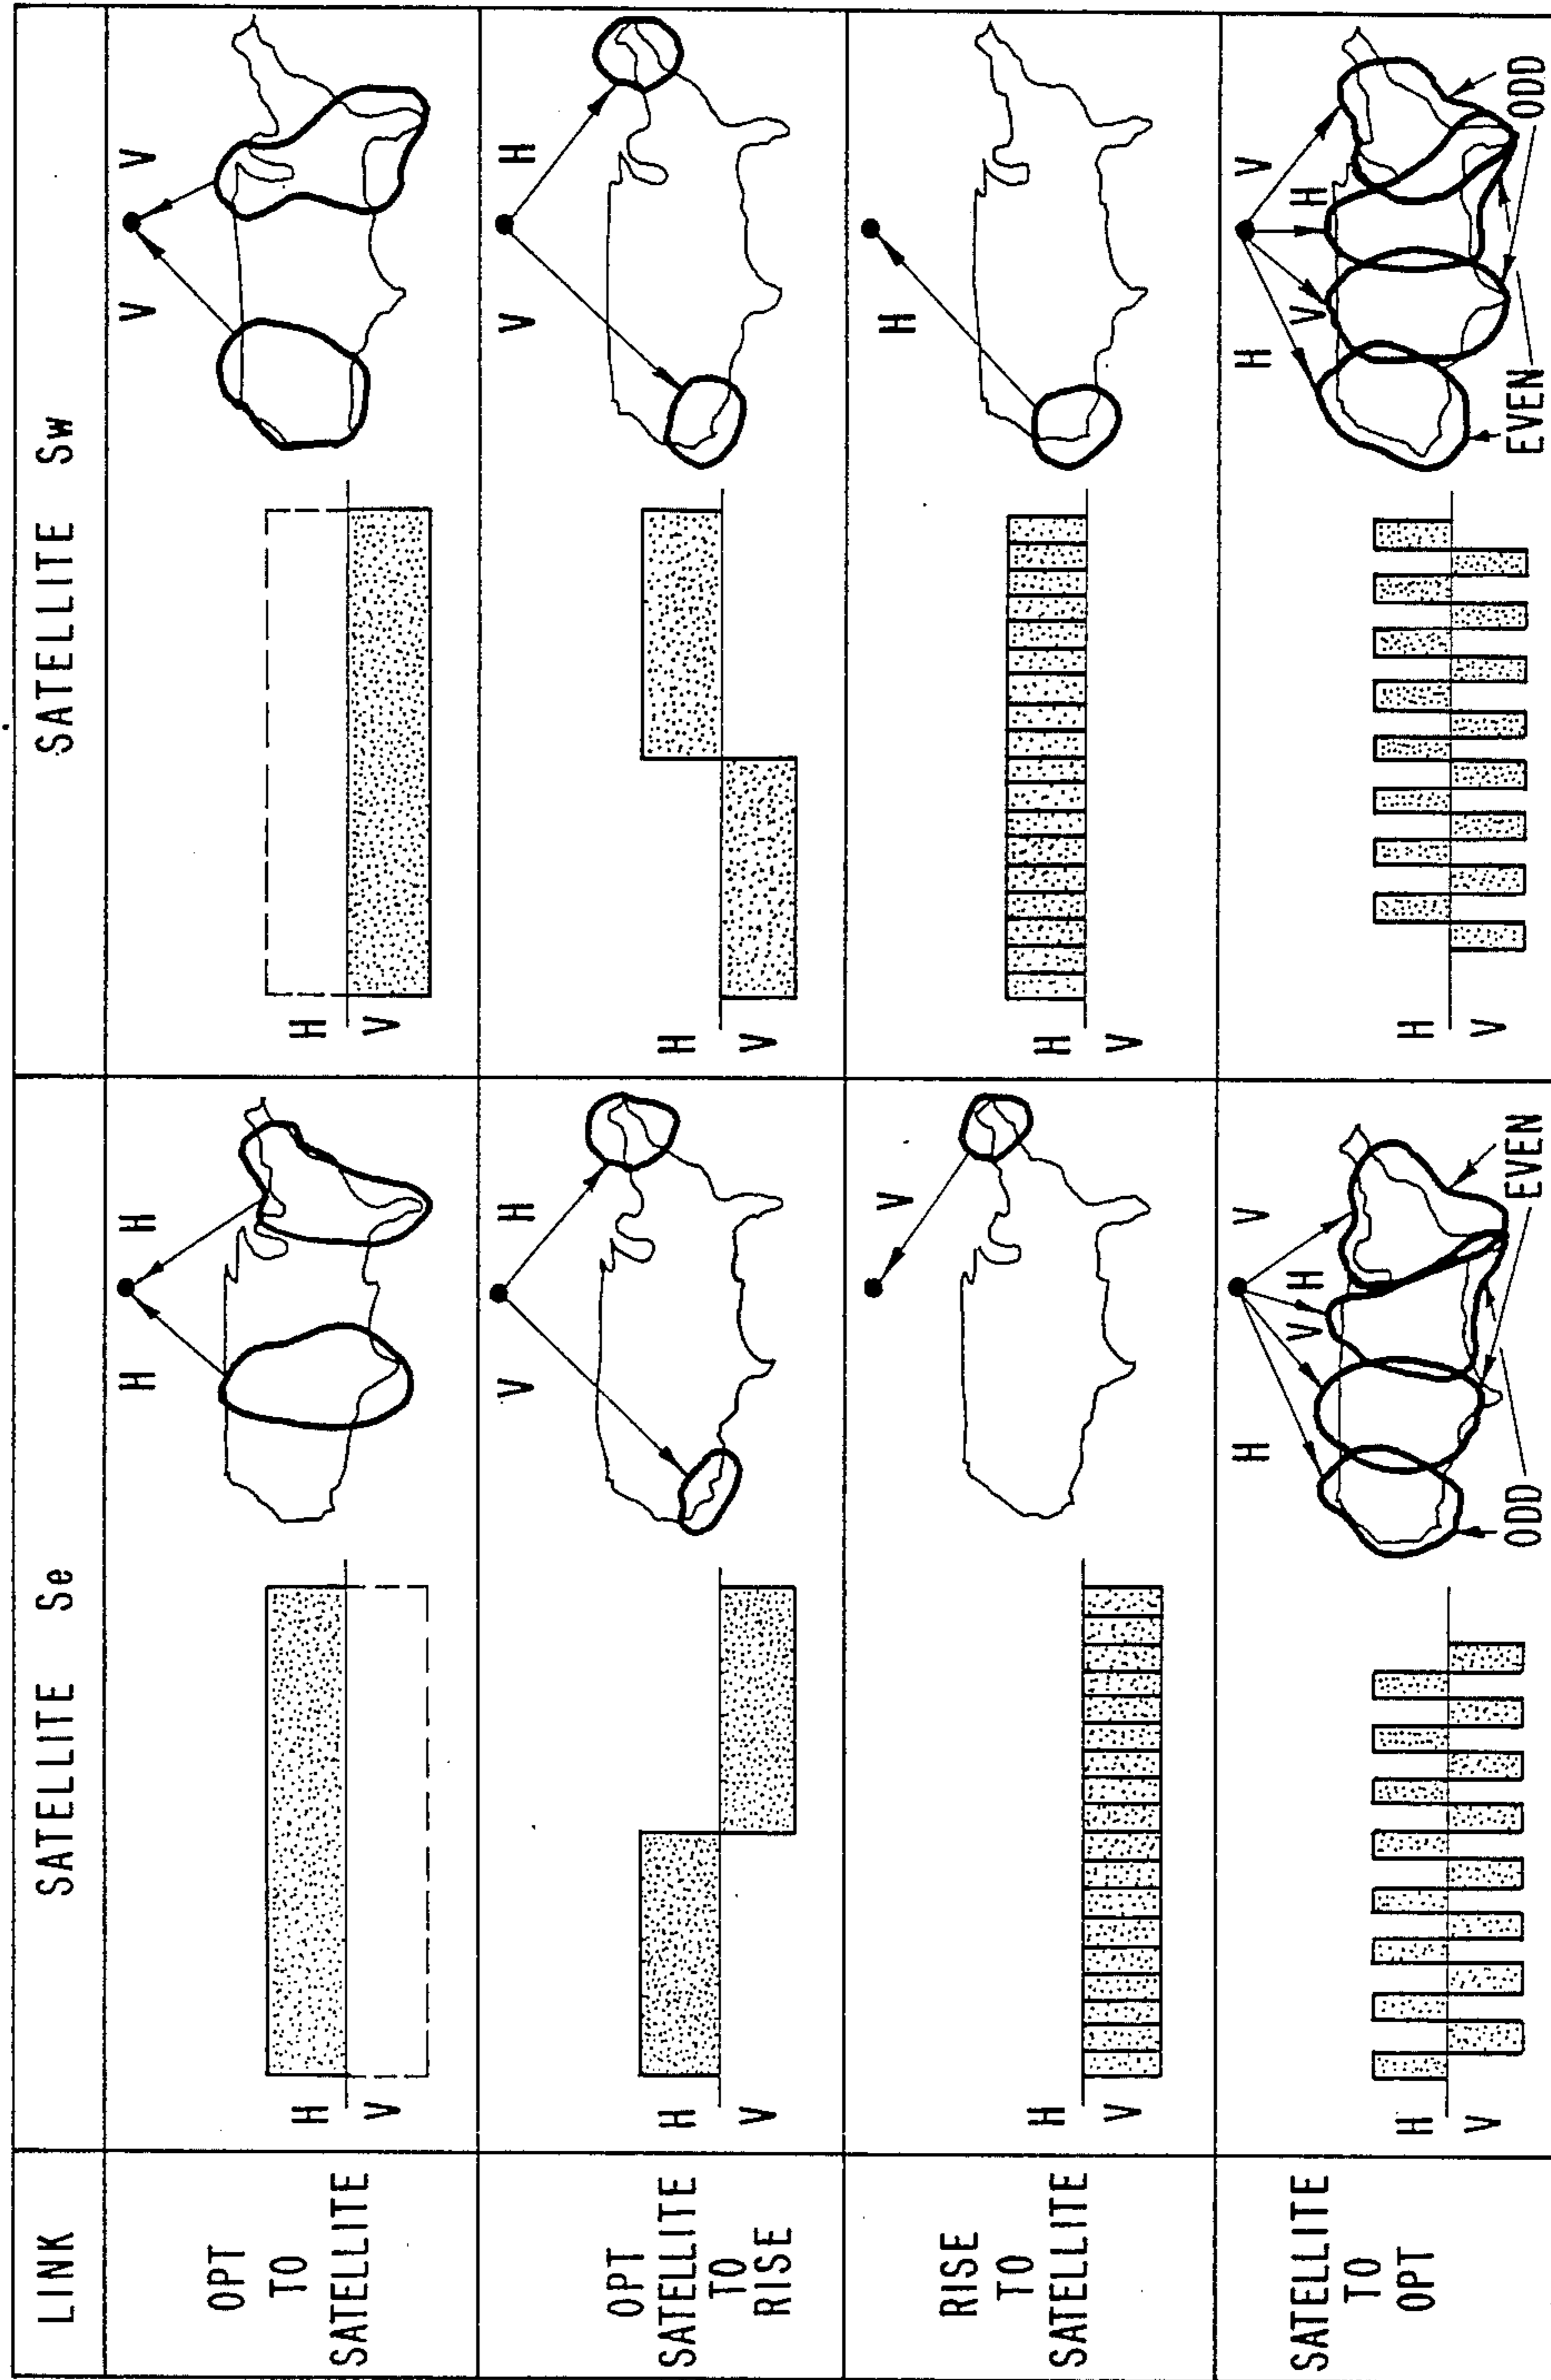 LINK
SATELLITE Se
SATELLITE Sw
OPT
TO
SATELLITE
H
V
H
H
H
V
V
V
OPT
SATELLITE
TO
RISE
H
V
V
H
H
V
V
H
RISE
TO
SATELLITE
H
V
V
H
V
H
SATELLITE
TO
OPT
H
V
H
V
H
V
ODD
EVEN
H
V
H
V
H
V
EVEN
ODD